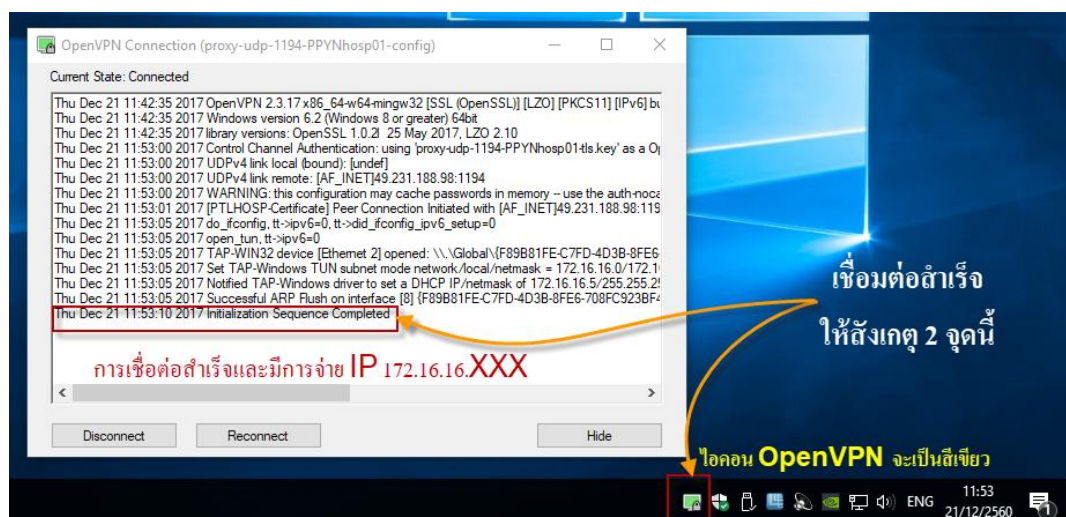 OpenVPN Connection (proxy-udp-1194-PPYNhosp01-config)
Current State: Connected
Thu Dec 21 11:42:35 2017 OpenVPN 2.3.17 x86_64-w64-mingw32 [SSL (OpenSSL)] [LZO] [PKCS11] [IPv6] bu
Thu Dec 21 11:42:35 2017 Windows version 6.2 (Windows 8 or greater) 64bit
Thu Dec 21 11:42:35 2017 library versions: OpenSSL 1.0.2l 25 May 2017, LZO 2.10
Thu Dec 21 11:53:00 2017 Control Channel Authentication: using 'proxy-udp-1194-PPYNhosp01-tls.key' as a Op
Thu Dec 21 11:53:00 2017 UDPv4 link local (bound): [undef]
Thu Dec 21 11:53:00 2017 UDPv4 link remote: [AF_INET]49.231.188.98:1194
Thu Dec 21 11:53:00 2017 WARNING: this configuration may cache passwords in memory -- use the auth-noca
Thu Dec 21 11:53:01 2017 [PTLHOSP-Certificate] Peer Connection Initiated with [AF_INET]49.231.188.98:119
Thu Dec 21 11:53:05 2017 do_ifconfig, tt->ipv6=0, tt->did_ifconfig_ipv6_setup=0
Thu Dec 21 11:53:05 2017 open_tun, tt->ipv6=0
Thu Dec 21 11:53:05 2017 TAP-WIN32 device [Ethernet 2] opened: \\.\Global\{F89B81FE-C7FD-4D3B-8FE6-
Thu Dec 21 11:53:05 2017 Set TAP-Windows TUN subnet mode network/local/netmask = 172.16.16.0/172.1
Thu Dec 21 11:53:05 2017 Notified TAP-Windows driver to set a DHCP IP/netmask of 172.16.16.5/255.255.2
Thu Dec 21 11:53:05 2017 Successful ARP Flush on interface [8] {F89B81FE-C7FD-4D3B-8FE6-708FC923BF4
Thu Dec 21 11:53:10 2017 Initialization Sequence Completed
การเชื่อต่อสำเร็จและมีการจ่าย IP 172.16.16.XXX
Disconnect Reconnect Hide
เชื่อมต่อสำเร็จ
ให้สังเกตุ 2 จุดนี้
ไอคอน OpenVPN จะเป็นสีเขียว
ENG 11:53
21/12/2560
1